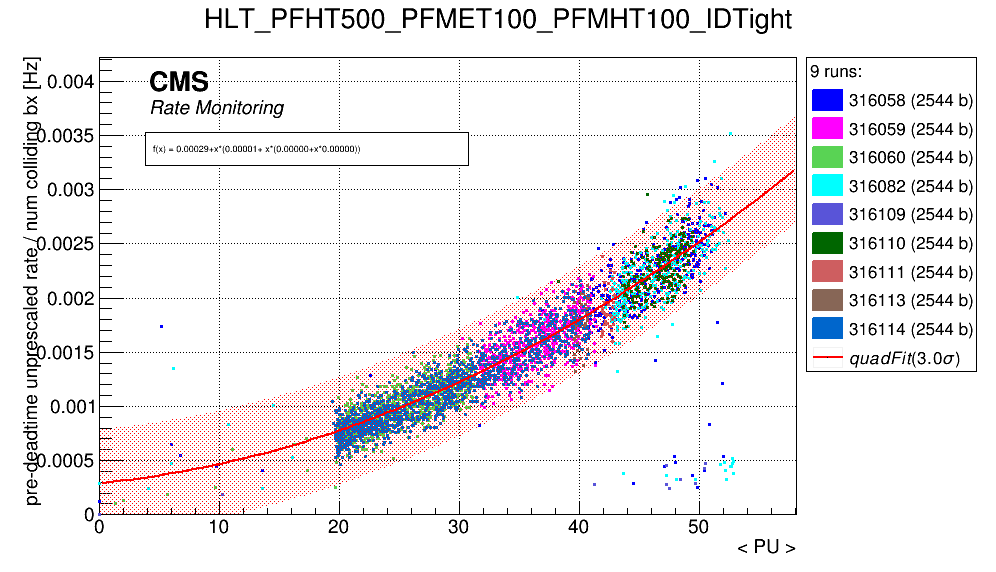 HLT_PFHT500_PFMET100_PFMHT100_IDTight
pre-deadtime unprescaled rate / num colliding bx [Hz]
CMS
Rate Monitoring
f(x) = 0.00029+x*(0.00001+ x*(0.00000+x*0.00000))
0.004
0.0035
0.003
0.0025
0.002
0.0015
0.001
0.0005
0
0 10 20 30 40 50
< PU >
9 runs:
316058 (2544 b)
316059 (2544 b)
316060 (2544 b)
316082 (2544 b)
316109 (2544 b)
316110 (2544 b)
316111 (2544 b)
316113 (2544 b)
316114 (2544 b)
quadFit(3.0σ)